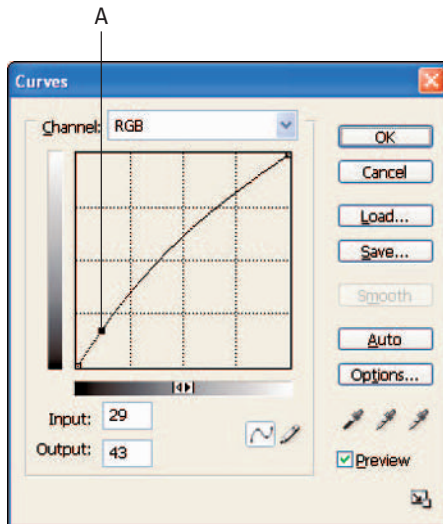 A
Curves
Channel: RGB
OK
Cancel
Load...
Save...
Smooth
Auto
Options...
Input: 29
Output: 43
Preview